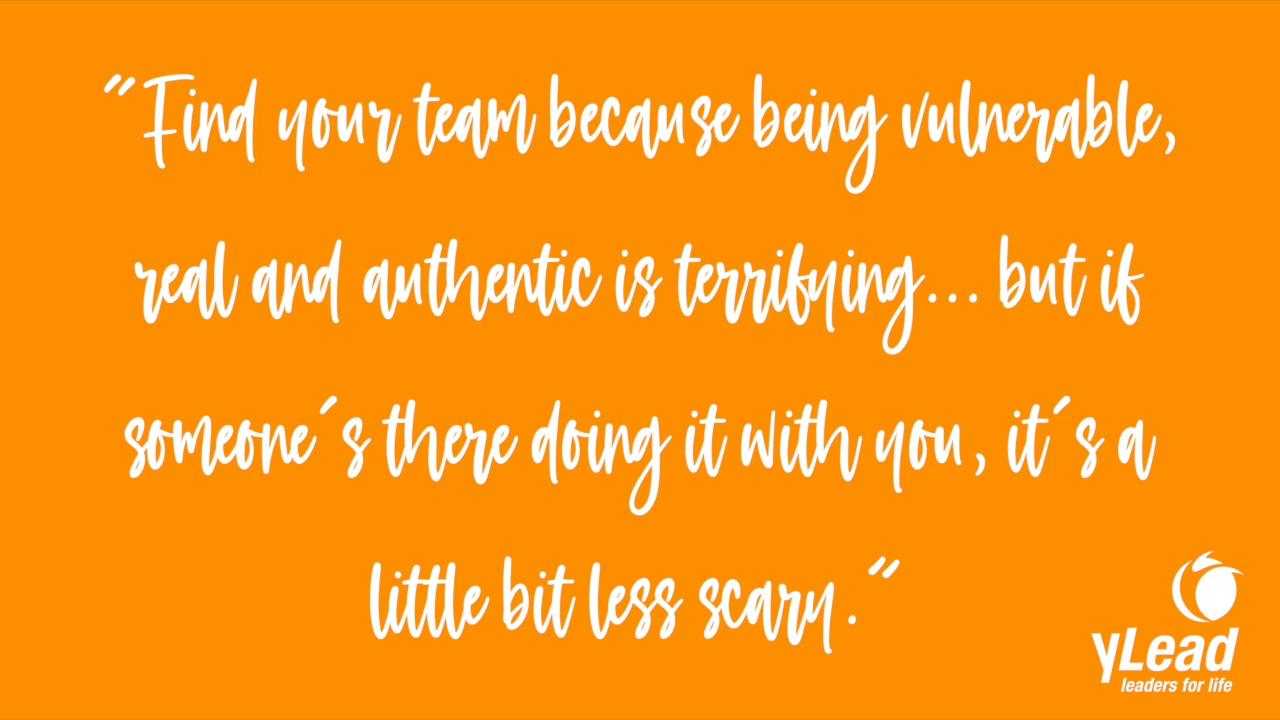 "Find your team because being vulnerable,
real and authentic is terrifying... but if
someone's there doing it with you, it's a
little bit less scary."
yLead
leaders for life